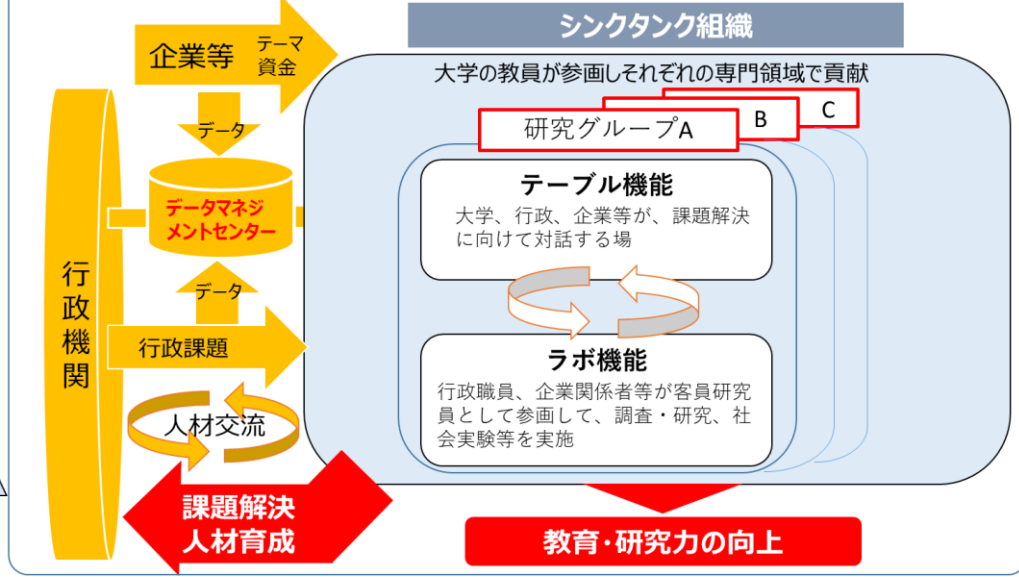 シンクタンク組織
企業等
テーマ
資金
大学の教員が参画しそれぞれの専門領域で貢献
研究グループA
B
C
データ
データマネジ
メントセンター
データ
行政機関
行政課題
人材交流
テーブル機能
大学、行政、企業等が、課題解決
に向けて対話する場
ラボ機能
行政職員、企業関係者等が客員研究
員として参画して、調査・研究、社
会実験等を実施
課題解決
人材育成
教育・研究力の向上